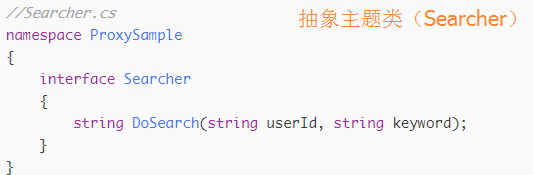 //Searcher.cs
抽象主题类（Searcher）
namespace ProxySample
{
    interface Searcher
    {
        string DoSearch(string userId, string keyword);
    }
}